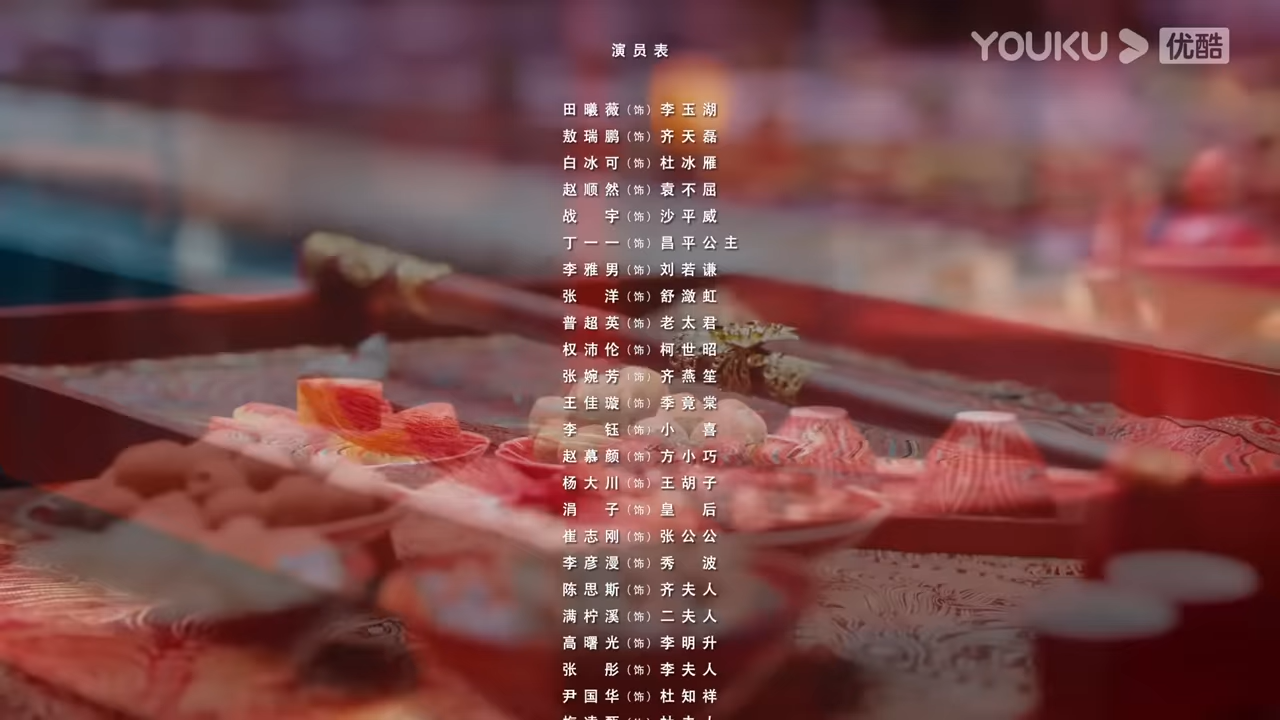 YOUKU 优酷
演员表
田曦薇（饰）李玉湖
敖瑞鹏（饰）齐天磊
白冰可（饰）杜冰雁
赵顺然（饰）袁不屈
战宇（饰）沙平威
丁一一（饰）昌平公主
李雅男（饰）刘若谦
张洋（饰）舒潋虹
普超英（饰）老太君
权沛伦（饰）柯世昭
张婉芳（饰）齐燕笙
王佳璇（饰）季竟棠
李钰（饰）小喜
赵慕颜（饰）方小巧
杨大川（饰）王胡子
涓子（饰）皇后
崔志刚（饰）张公公
李彦漫（饰）秀波
陈思斯（饰）齐夫人
满柠溪（饰）二夫人
高曙光（饰）李明升
张彤（饰）李夫人
尹国华（饰）杜知祥